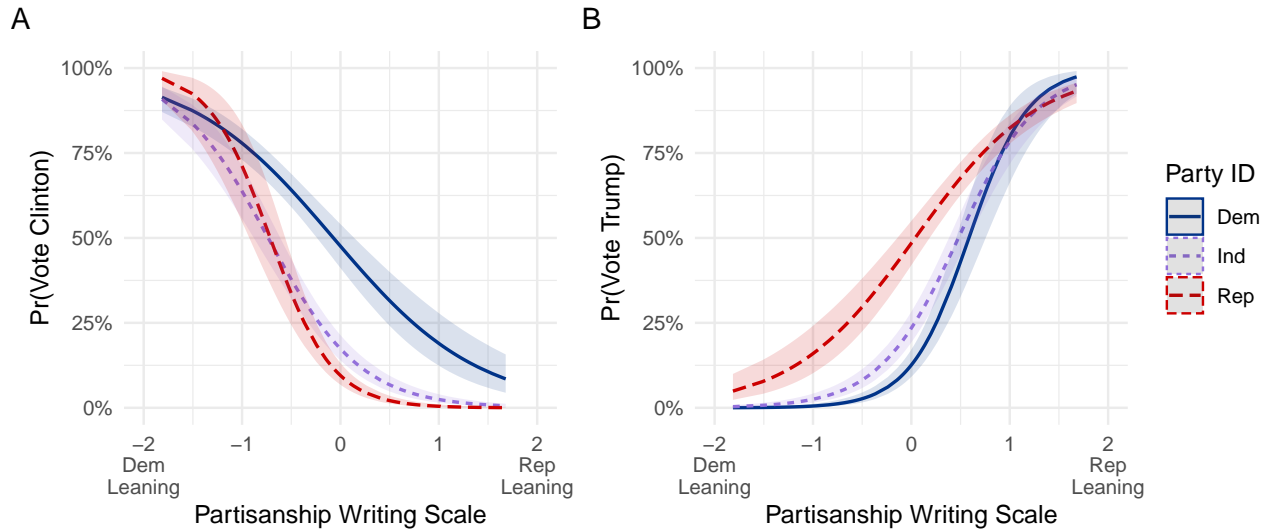 A
B
Pr(Vote Clinton)
100%
75%
50%
25%
0%
−2
−1
0
1
2
Dem
Leaning
Rep
Leaning
Partisanship Writing Scale
Pr(Vote Trump)
100%
75%
50%
25%
0%
−2
−1
0
1
2
Dem
Leaning
Rep
Leaning
Partisanship Writing Scale
Party ID
Dem
Ind
Rep